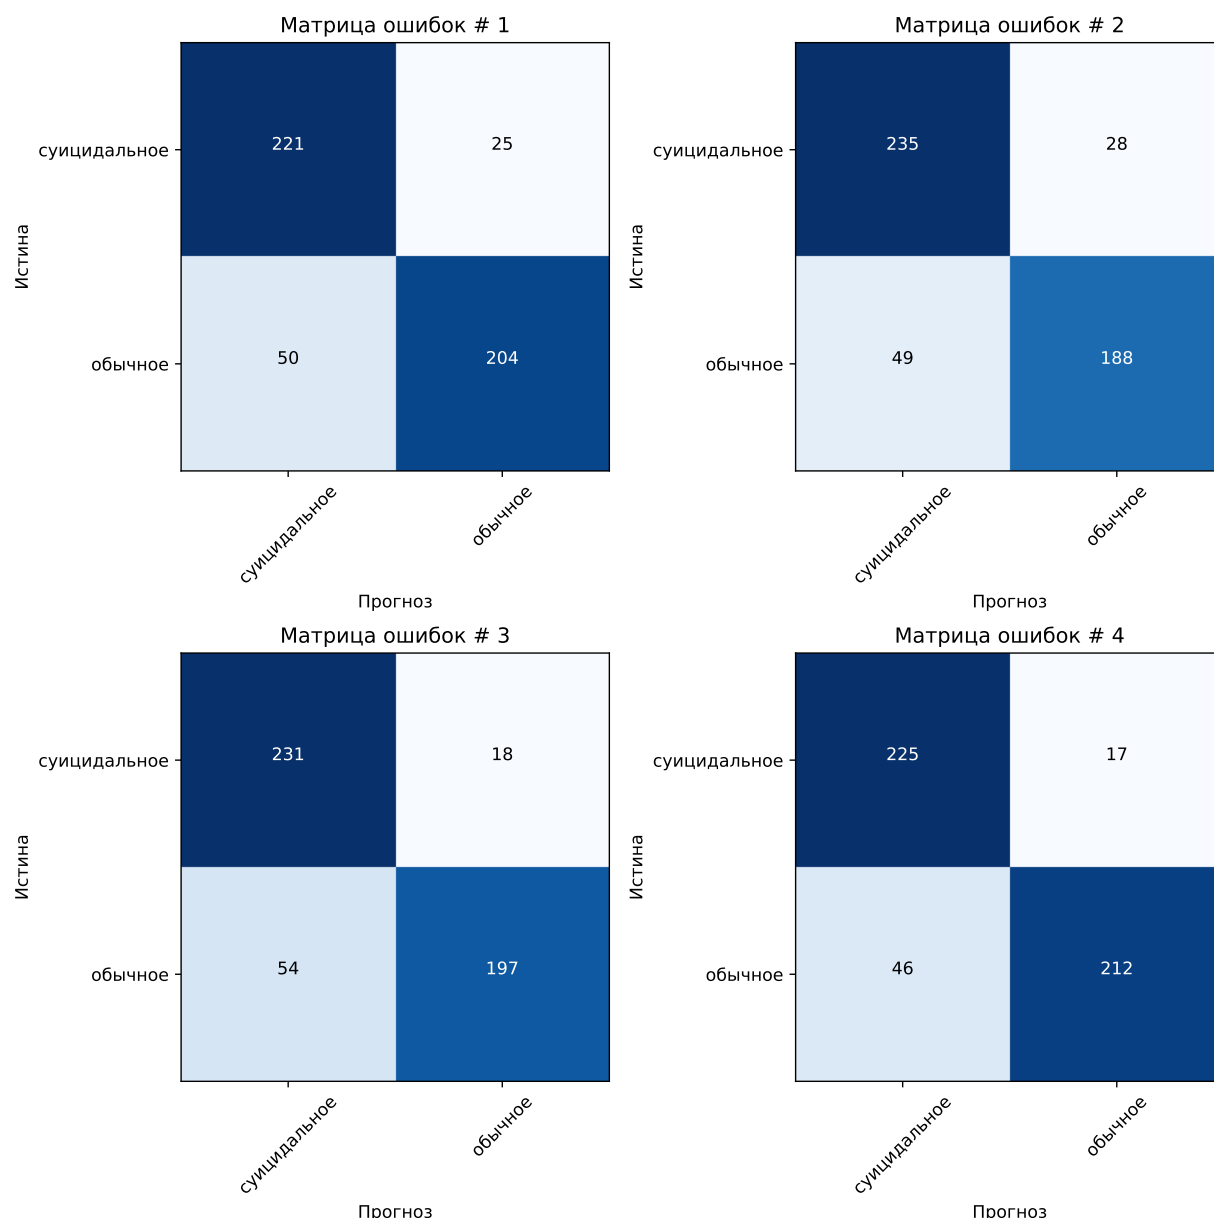 Матрица ошибок # 1
суицидальное
221
25
Истина
обычное
50
204
суицидальное
обычное
Прогноз
Матрица ошибок # 2
суицидальное
235
28
Истина
обычное
49
188
суицидальное
обычное
Прогноз
Матрица ошибок # 3
суицидальное
231
18
Истина
обычное
54
197
суицидальное
обычное
Прогноз
Матрица ошибок # 4
суицидальное
225
17
Истина
обычное
46
212
суицидальное
обычное
Прогноз